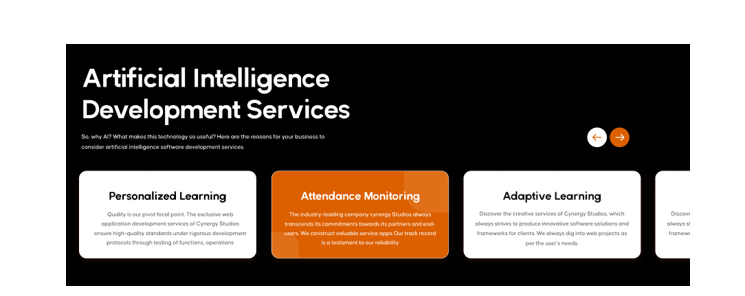 Artificial Intelligence
Development Services
So, why AI? What makes this technology so useful? Here are the reasons for your business to
consider artificial intelligence software development services.
Personalized Learning
Quality is our pivot focal point. The exclusive web
application development services of Cynergy Studios
ensure high-quality standards under rigorous development
protocols through testing of functions, operations
Attendance Monitoring
The industry-leading company cynergy Studios always
transcends its commitments towards its partners and end-
users. We construct valuable service apps Our track record
is a testament to our reliability
Adaptive Learning
Discover the creative services of Cynergy Studios, which
always strives to produce innovative software solutions and
frameworks for clients. We always dig into web projects as
per the user's needs.
Discov
always st
framew